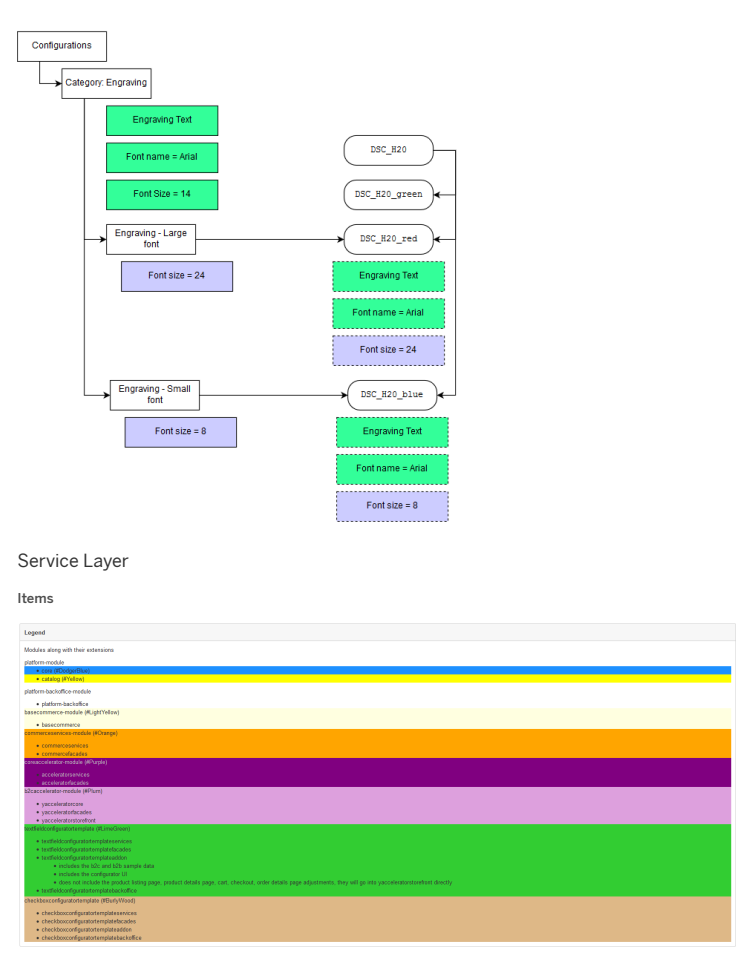 Configurations
Category: Engraving
Engraving Text
Font name = Arial
Font Size = 14
DSC_H20
DSC_H20_green
Engraving - Large
font
DSC_H20_red
Font size = 24
Engraving Text
Font name = Arial
Font size = 24
Engraving - Small
font
DSC_H20_blue
Font size = 8
Engraving Text
Font name = Arial
Font size = 8
Service Layer
Items
Legend
Modules along with their extensions
platform-module
core (#DodgerBlue)
catalog (#Yellow)
platform-backoffice-module
platform-backoffice
basecommerce-module (#LightYellow)
basecommerce
commerceservices-module (#Orange)
commerceservices
commercefacades
coreaccelerator-module (#Purple)
acceleratorservices
acceleratorfacades
b2caccelerator-module (#Plum)
yacceleratorcore
yacceleratorfacades
yacceleratorstorefront
textfieldconfiguratortemplate (#LimeGreen)
textfieldconfiguratortemplateservices
textfieldconfiguratortemplatefacades
textfieldconfiguratortemplateaddon
includes the b2c and b2b sample data
includes the configurator UI
does not include the product listing page, product details page, cart, checkout, order details page adjustments, they will go into yacceleratorstorefront directly.
textfieldconfiguratortemplatebackoffice
checkboxconfiguratortemplate (#BurlyWood)
checkboxconfiguratortemplateservices
checkboxconfiguratortemplatefacades
checkboxconfiguratortemplateaddon
checkboxconfiguratortemplatebackoffice